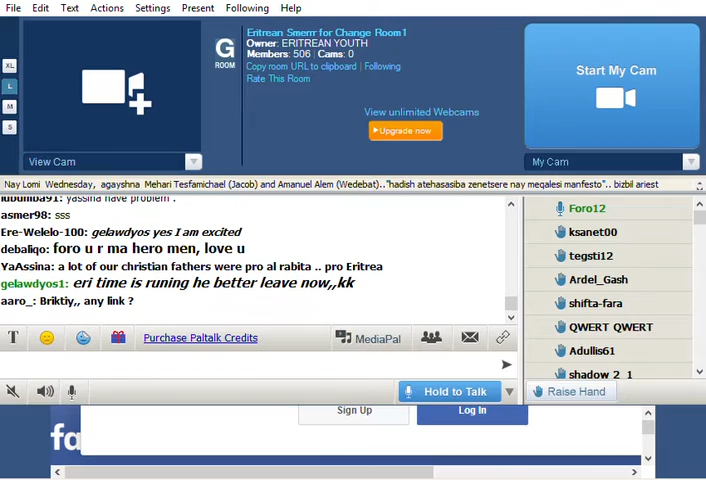 File Edit Text Actions Settings Present Following Help
XL
L
M
S
View Cam
G
ROOM
Eritrean Smerrr for Change Room1
Owner: ERITREAN YOUTH
Members: 506 | Cams: 0
Copy room URL to clipboard | Following
Rate This Room
View unlimited Webcams
Upgrade now
Start My Cam
My Cam
Nay Lomi Wednesday, agayshna Mehari Tesfamichael (Jacob) and Amanuel Alem (Wedebat).."hadish atehasasiba zenetsere nay meqalesi manfesto".. bizbil ariest
lubumba91: yassina have problem .
asmer98: sss
Ere-Welelo-100: gelawdyos yes I am excited
debaliqo: foro u r ma hero men, love u
YaAssina: a lot of our christian fathers were pro al rabita .. pro Eritrea
gelawdyos1: eri time is runing he better leave now,,kk
aaro_: Briktiy,, any link ?
Foro12
ksanet00
tegsti12
Ardel_Gash
shifta-fara
QWERT QWERT
Adullis61
shadow_2_1
T
Purchase Paltalk Credits
MediaPal
Hold to Talk
Raise Hand
Sign Up
Log In
fa